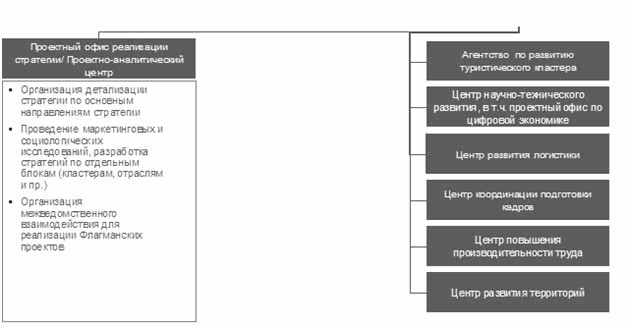 Проектный офис реализации
стратегии/ Проектно-аналитический
центр
• Организация детализации
стратегии по основным
направлениям стратегии
• Проведение маркетинговых и
социологических
исследований, разработка
стратегий по отдельным
блокам (кластерам, отраслям
и пр.)
• Организация
межведомственного
взаимодействия для
реализации Флагманских
проектов
Агентство по развитию
туристического кластера
Центр научно-технического
развития, в т.ч. проектный офис по
цифровой экономике
Центр развития логистики
Центр координации подготовки
кадров
Центр повышения
производительности труда
Центр развития территорий